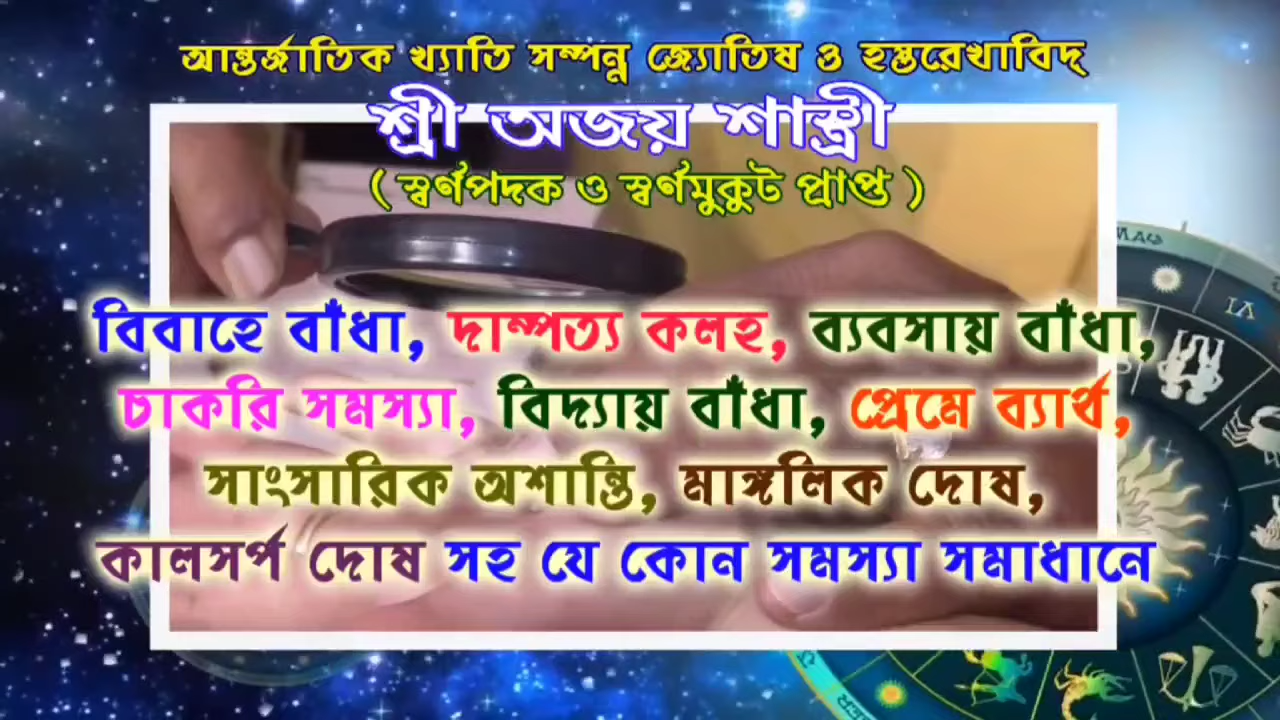 আন্তর্জাতিক খ্যাতি সম্পন্ন জ্যোতিষ ও হস্তরেখাবিদ্
শ্রী অজয় শাস্ত্রী
( স্বর্ণপদক ও স্বর্ণমুকুট প্রাপ্ত )
বিবাহে বাঁধা, দাম্পত্য কলহ, ব্যবসায় বাঁধা,
চাকরি সমস্যা, বিদ্যায় বাঁধা, প্রেমে ব্যার্থ,
সাংসারিক অশান্তি, মাঙ্গলিক দোষ,
কালসর্প দোষ সহ যে কোন সমস্যা সমাধানে